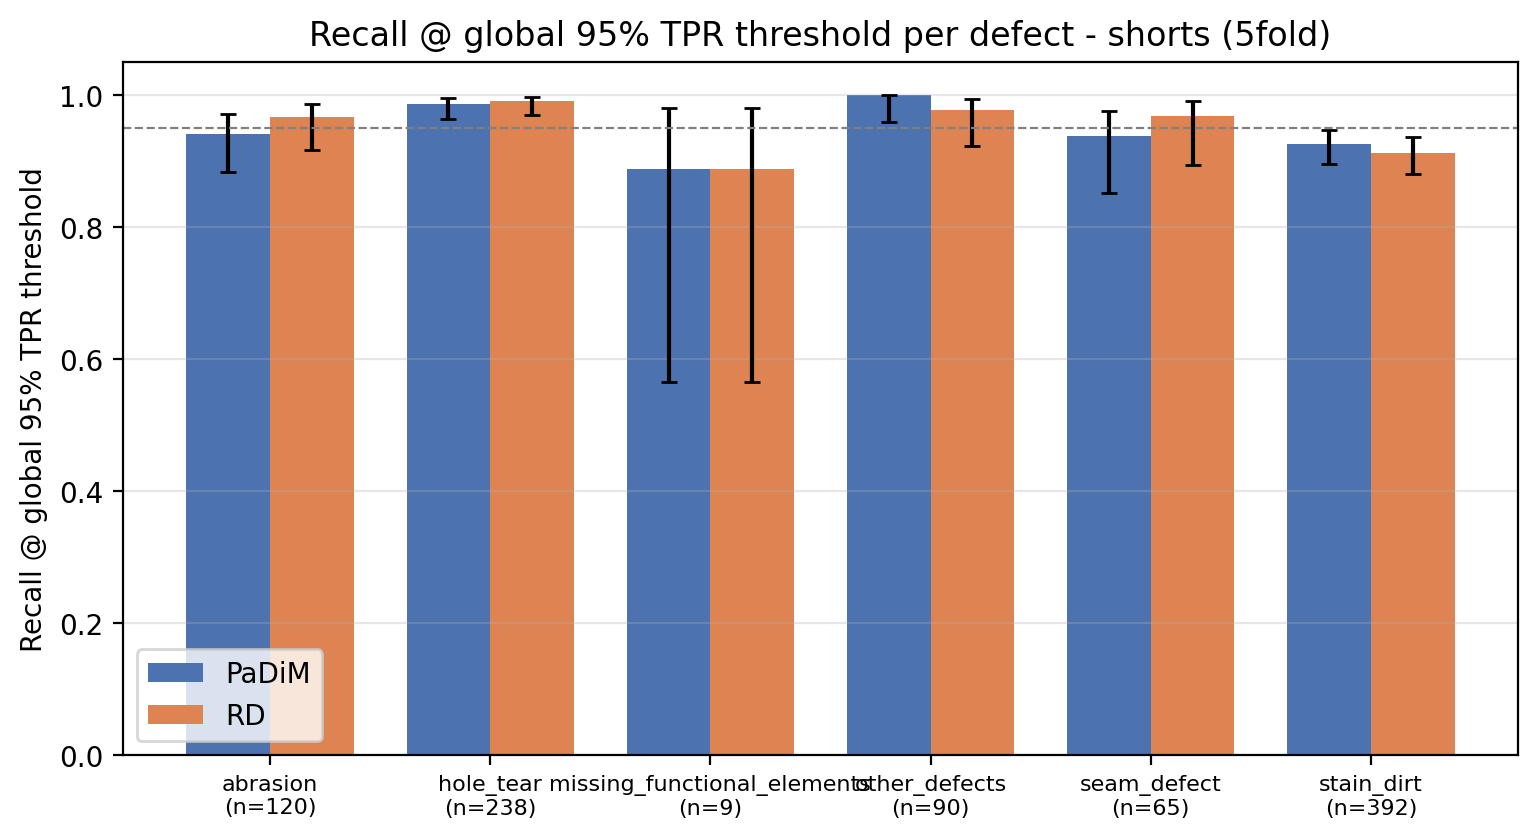 Recall @ global 95% TPR threshold per defect - shorts (5fold)
Recall @ global 95% TPR threshold
1.0
0.8
0.6
0.4
0.2
0.0
PaDiM
RD
abrasion
(n=120)
hole_tear
(n=238)
missing_functional_elements
(n=9)
other_defects
(n=90)
seam_defect
(n=65)
stain_dirt
(n=392)